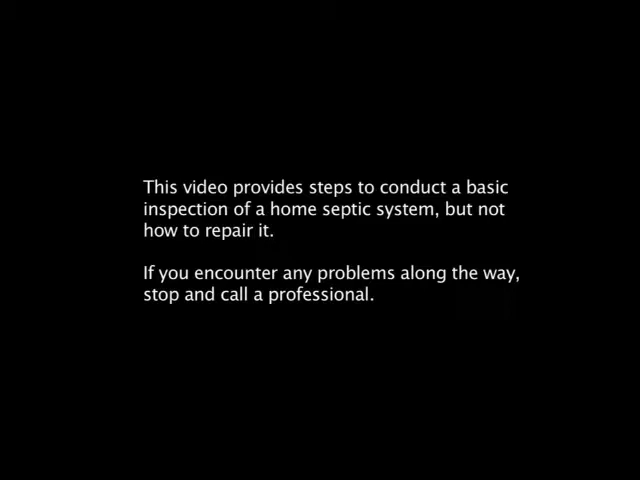 This video provides steps to conduct a basic
inspection of a home septic system, but not
how to repair it.
If you encounter any problems along the way,
stop and call a professional.